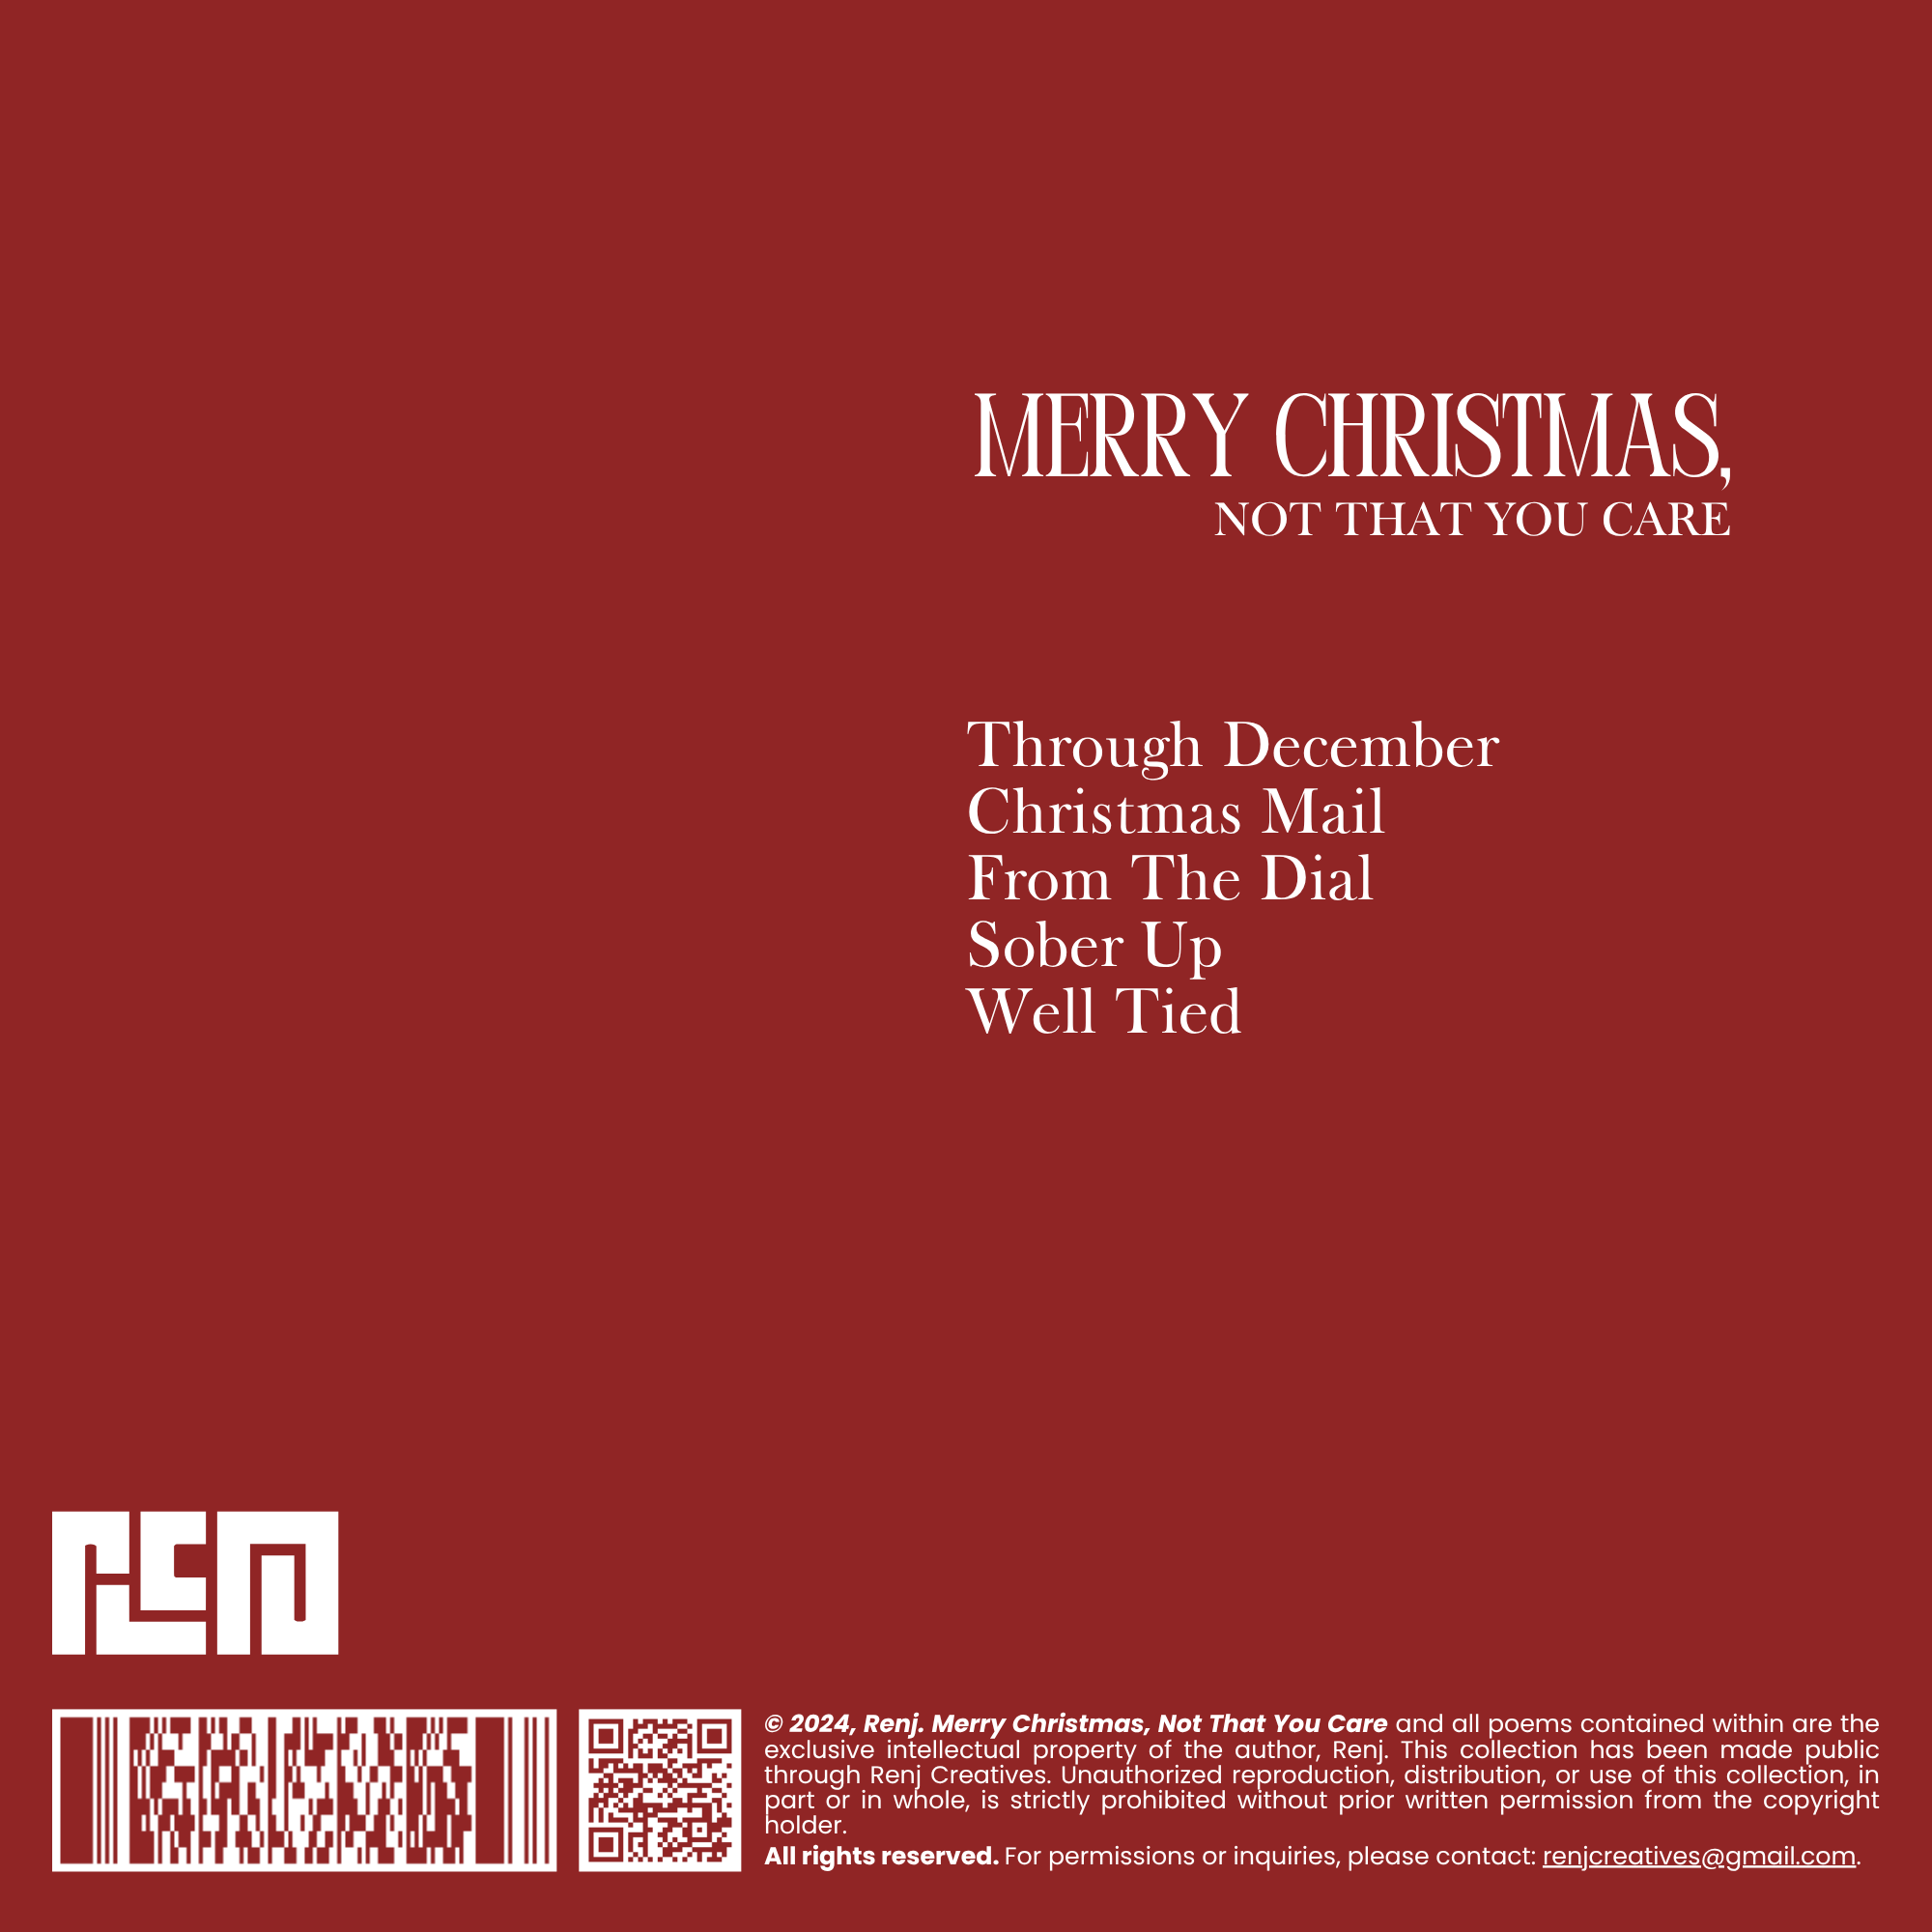 MERRY CHRISTMAS,
NOT THAT YOU CARE
Through December
Christmas Mail
From The Dial
Sober Up
Well Tied
© 2024, Renj. Merry Christmas, Not That You Care and all poems contained within are the
exclusive intellectual property of the author, Renj. This collection has been made public
through Renj Creatives. Unauthorized reproduction, distribution, or use of this collection, in
part or in whole, is strictly prohibited without prior written permission from the copyright
holder.
All rights reserved. For permissions or inquiries, please contact: renjcreatives@gmail.com.